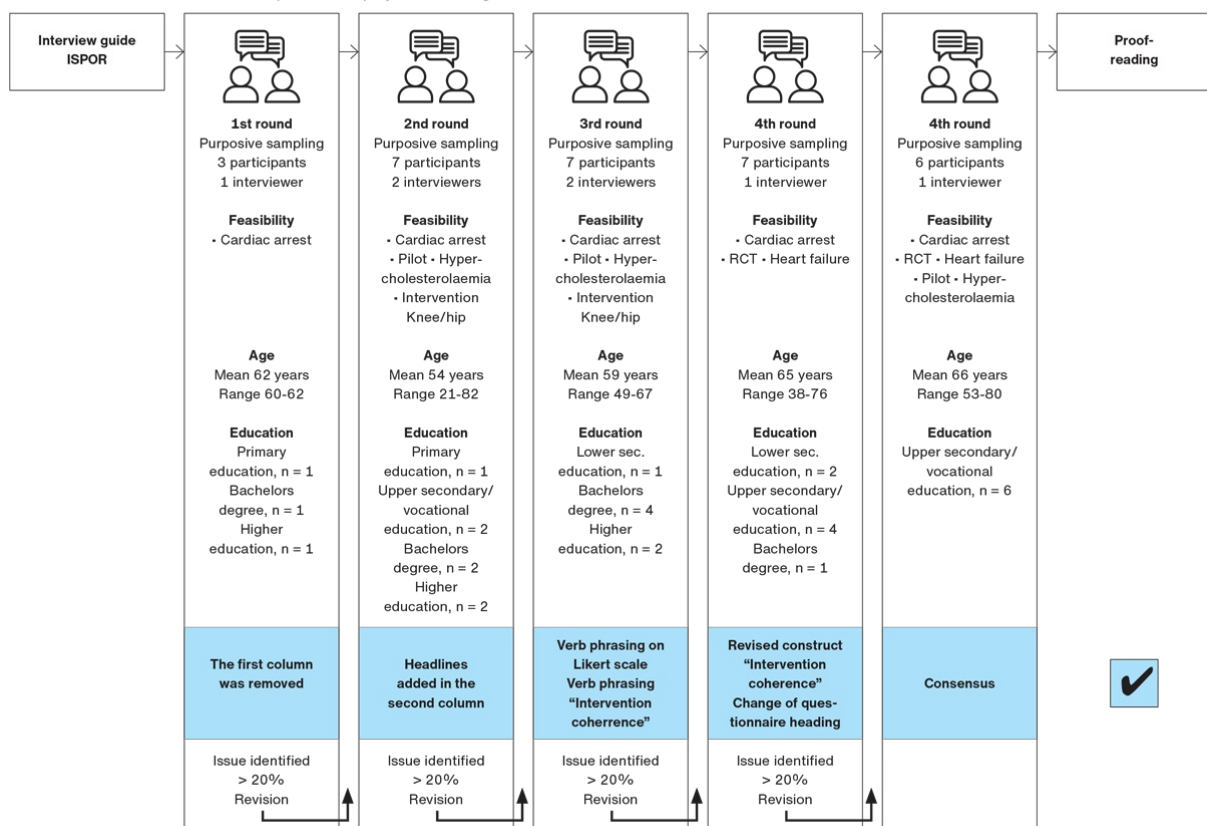 Interview guide
ISPOR
1st round
Purposive sampling
3 participants
1 interviewer
Feasibility
• Cardiac arrest
Age
Mean 62 years
Range 60-62
Education
Primary
education, n = 1
Bachelors
degree, n = 1
Higher
education, n = 1
The first column
was removed
Issue identified
> 20%
Revision
2nd round
Purposive sampling
7 participants
2 interviewers
Feasibility
• Cardiac arrest
• Pilot • Hyper-
cholesterolaemia
• Intervention
Knee/hip
Age
Mean 54 years
Range 21-82
Education
Primary
education, n = 1
Upper secondary/
vocational
education, n = 2
Bachelors
degree, n = 2
Higher
education, n = 2
Headlines
added in the
second column
Issue identified
> 20%
Revision
3rd round
Purposive sampling
7 participants
2 interviewers
Feasibility
• Cardiac arrest
• Pilot • Hyper-
cholesterolaemia
• Intervention
Knee/hip
Age
Mean 59 years
Range 49-67
Education
Lower sec.
education, n = 1
Bachelors
degree, n = 4
Higher
education, n = 2
Verb phrasing on
Likert scale
Verb phrasing
“Intervention
coherrence”
Issue identified
> 20%
Revision
4th round
Purposive sampling
7 participants
1 interviewer
Feasibility
• Cardiac arrest
• RCT • Heart failure
Age
Mean 65 years
Range 38-76
Education
Lower sec.
education, n = 2
Upper secondary/
vocational
education, n = 4
Bachelors
degree, n = 1
Revised construct
“Intervention
coherence”
Change of ques-
tionnaire heading
Issue identified
> 20%
Revision
4th round
Purposive sampling
6 participants
1 interviewer
Feasibility
• Cardiac arrest
• RCT • Heart failure
• Pilot • Hyper-
cholesterolaemia
Age
Mean 66 years
Range 53-80
Education
Upper secondary/
vocational
education, n = 6
Consensus
Proof-
reading